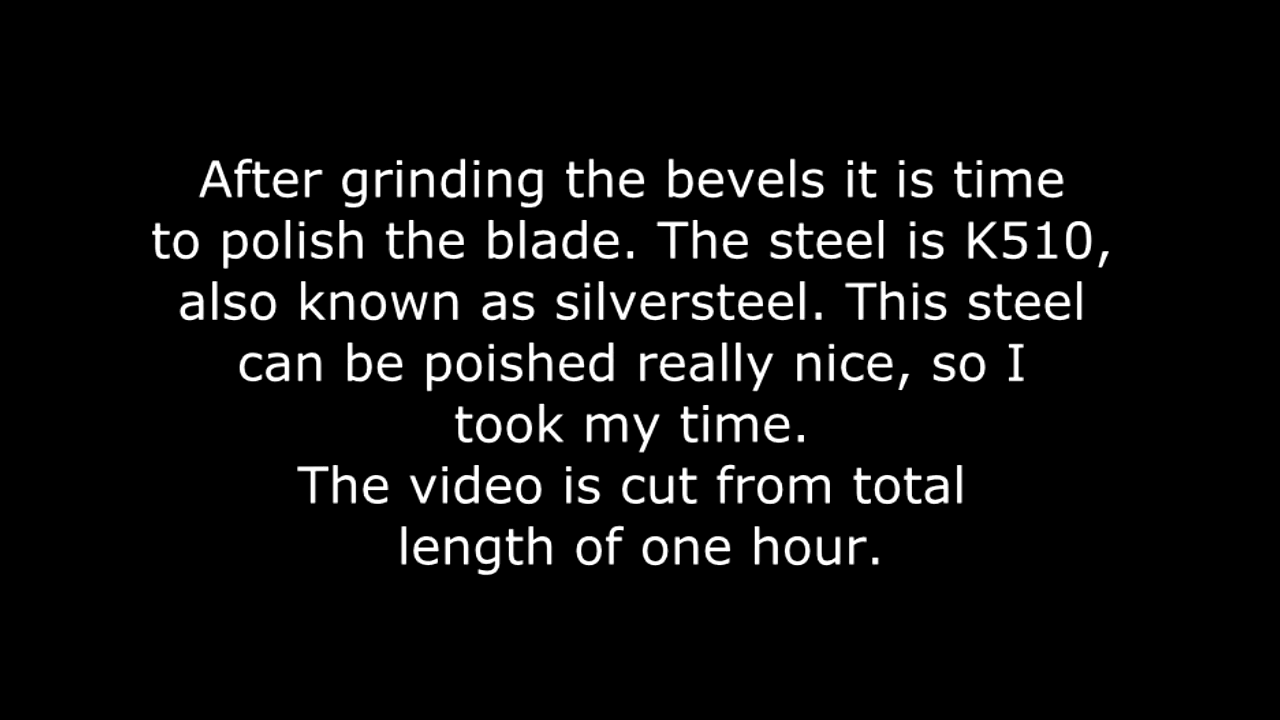 After grinding the bevels it is time
to polish the blade. The steel is K510,
also known as silversteel. This steel
can be poished really nice, so I
took my time.
The video is cut from total
length of one hour.